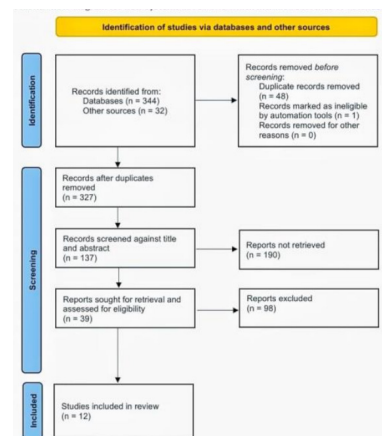 Identification of studies via databases and other sources
Identification
Records identified from:
Databases (n = 344)
Other sources (n = 32)
Records removed before
screening:
Duplicate records removed
(n = 48)
Records marked as ineligible
by automation tools (n = 1)
Records removed for other
reasons (n = 0)
Screening
Records after duplicates
removed
(n = 327)
Records screened against title
and abstract
(n = 137)
Reports not retrieved
(n = 190)
Reports sought for retrieval and
assessed for eligibility
(n = 39)
Reports excluded
(n = 98)
Included
Studies included in review
(n = 12)